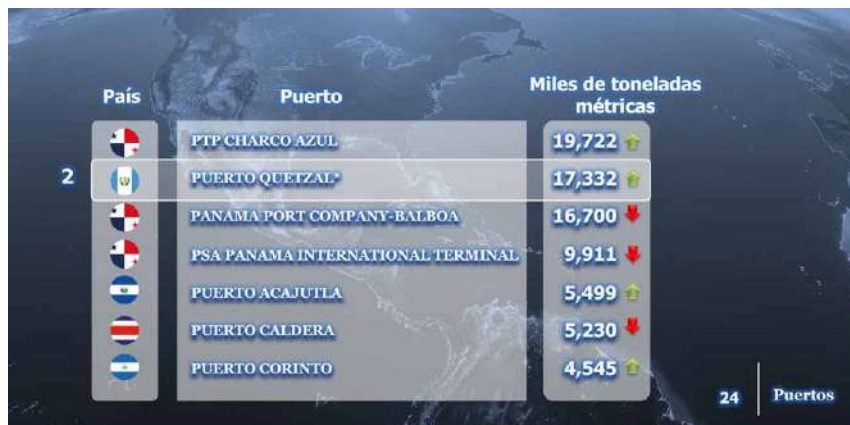 País Puerto Miles de toneladas
métricas
PTP CHARCO AZUL 19,722
2 PUERTO QUETZAL* 17,332
PANAMA PORT COMPANY-BALBOA 16,700
PSA PANAMA INTERNATIONAL TERMINAL 9,911
PUERTO ACAJUTLA 5,499
PUERTO CALDERA 5,230
PUERTO CORINTO 4,545
24 Puertos